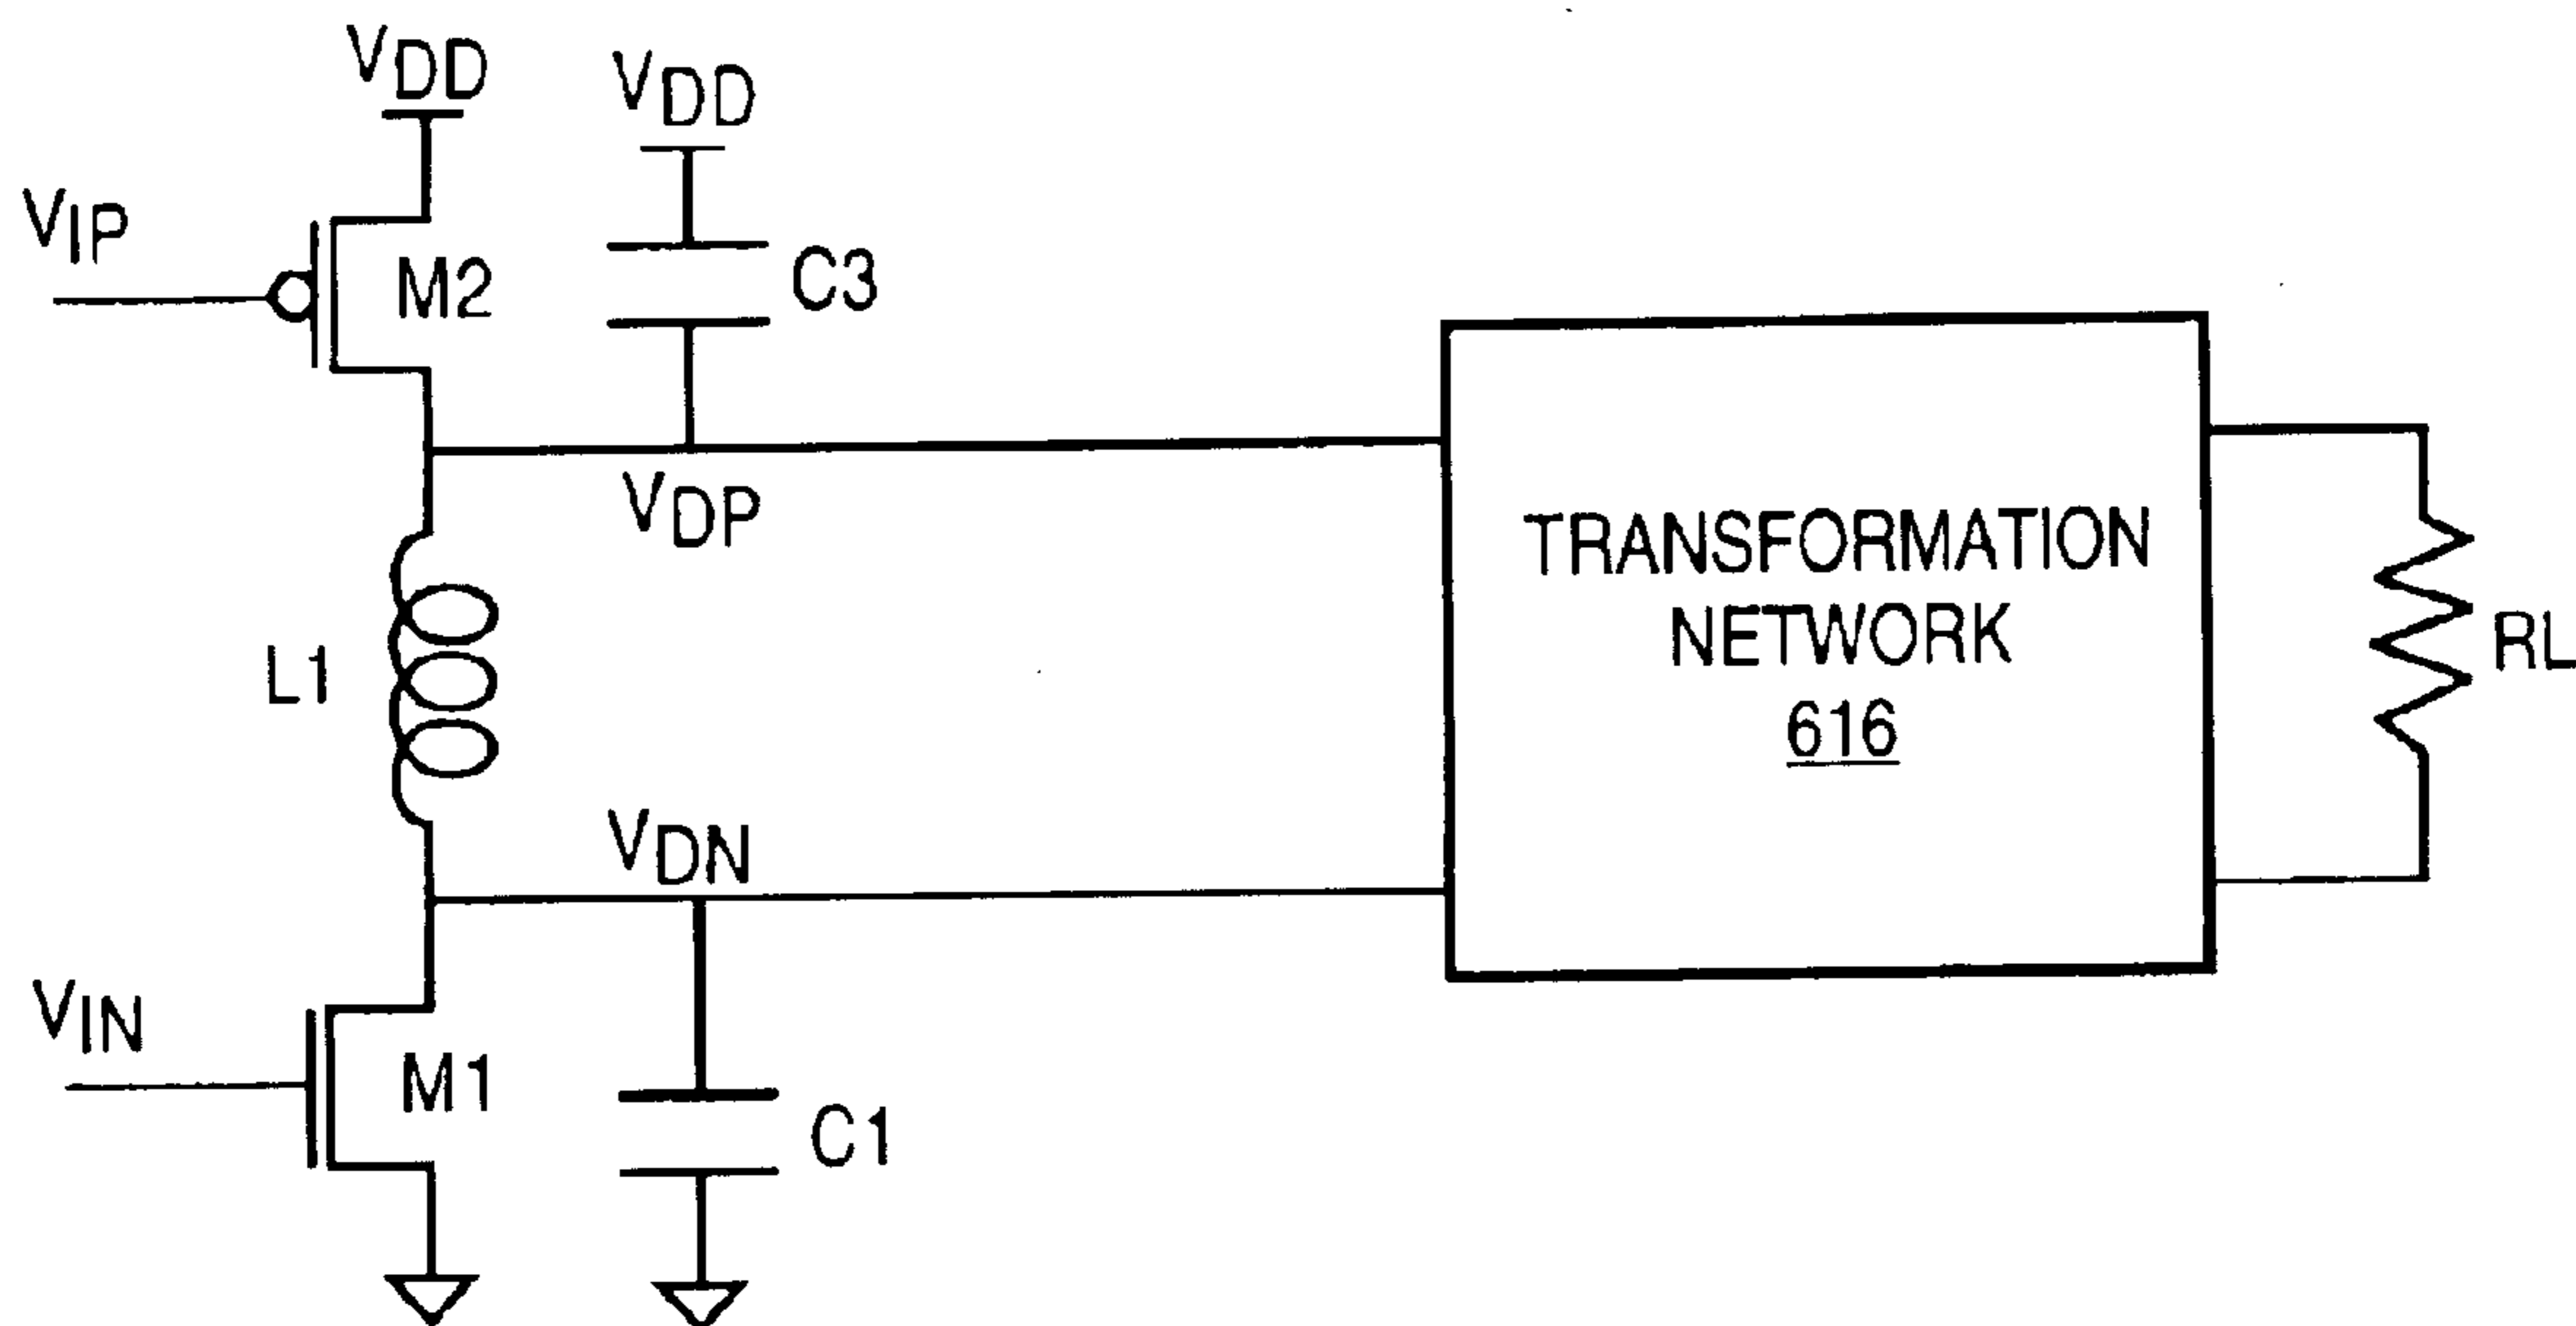 VDD
VDD
VIP
M2
C3
VDP
TRANSFORMATION
NETWORK
616
RL
L1
VDN
VIN
M1
C1